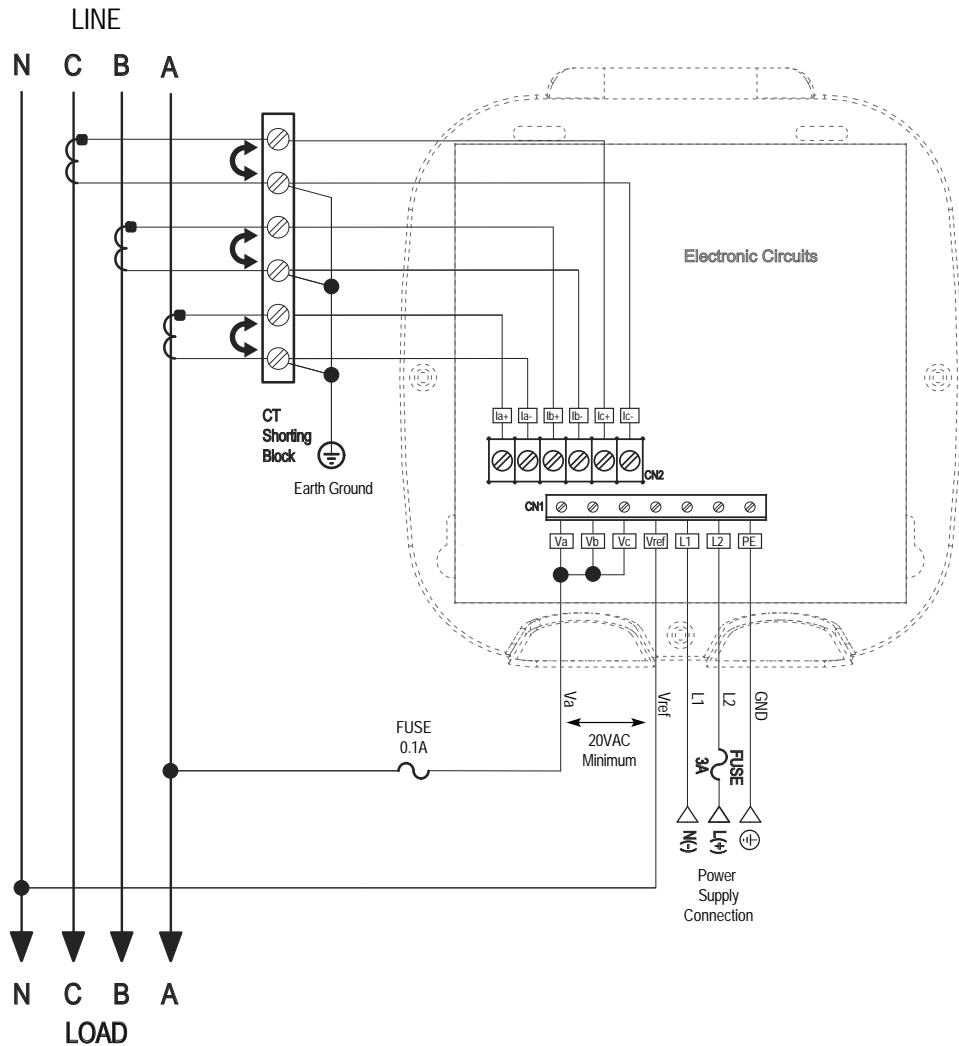 LINE
N C B A
Electronic Circuits
CT
Shorting
Block
Earth Ground
Ia+ Ia- Ib+ Ib- Ic+ Ic-
CN2
CN1
Va Vb Vc Vref L1 L2 PE
Va
Vref
L1
L2
GND
FUSE
0.1A
20VAC
Minimum
FUSE
3A
N(-)
L(+)
Power
Supply
Connection
N C B A
LOAD